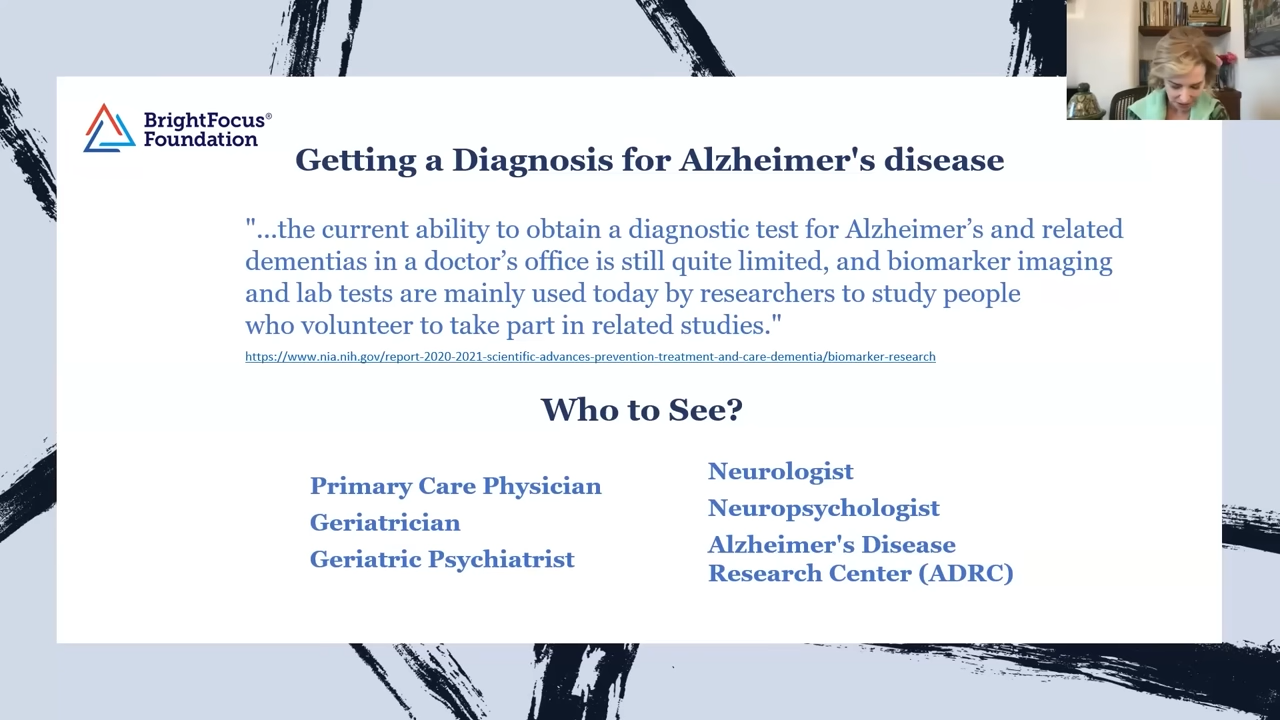 BrightFocus®
Foundation
Getting a Diagnosis for Alzheimer's disease
"...the current ability to obtain a diagnostic test for Alzheimer’s and related
dementias in a doctor’s office is still quite limited, and biomarker imaging
and lab tests are mainly used today by researchers to study people
who volunteer to take part in related studies."
https://www.nia.nih.gov/report-2020-2021-scientific-advances-prevention-treatment-and-care-dementia/biomarker-research
Who to See?
Primary Care Physician
Geriatrician
Geriatric Psychiatrist
Neurologist
Neuropsychologist
Alzheimer's Disease
Research Center (ADRC)